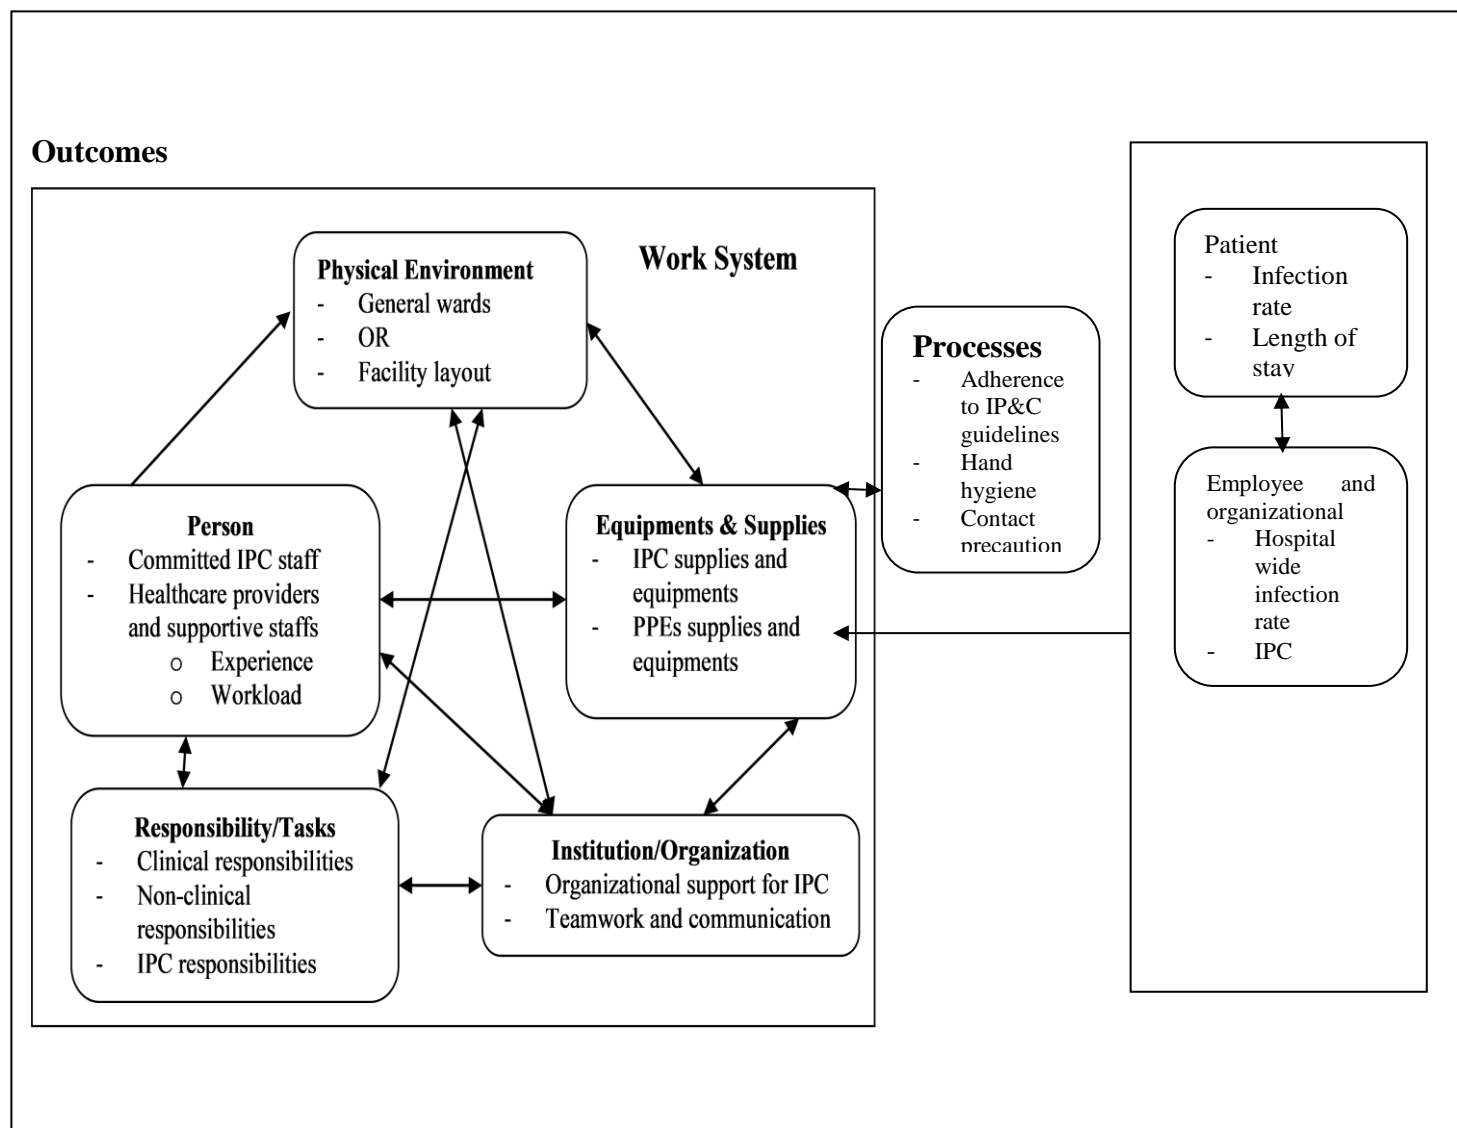 Outcomes
Work System
Physical Environment
- General wards
- OR
- Facility layout
Person
- Committed IPC staff
- Healthcare providers
and supportive staffs
o Experience
o Workload
Equipments & Supplies
- IPC supplies and
equipments
- PPEs supplies and
equipments
Responsibility/Tasks
- Clinical responsibilities
- Non-clinical
responsibilities
- IPC responsibilities
Institution/Organization
- Organizational support for IPC
- Teamwork and communication
Processes
- Adherence
to IP&C
guidelines
- Hand
hygiene
- Contact
precaution
Patient
- Infection
rate
- Length of
stay
Employee and
organizational
- Hospital
wide
infection
rate
- IPC